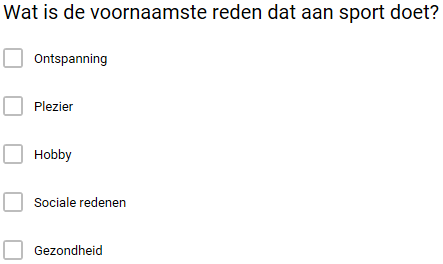 Wat is de voornaamste reden dat aan sport doet?
Ontspanning
Plezier
Hobby
Sociale redenen
Gezondheid